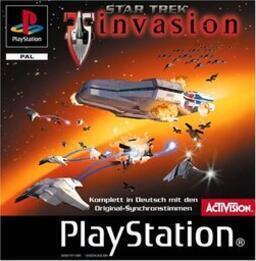 STAR TREK
invasion
PlayStation
PAL
Komplett in Deutsch mit den
Original-Synchronstimmen
ACTIVISION.
PlayStation®